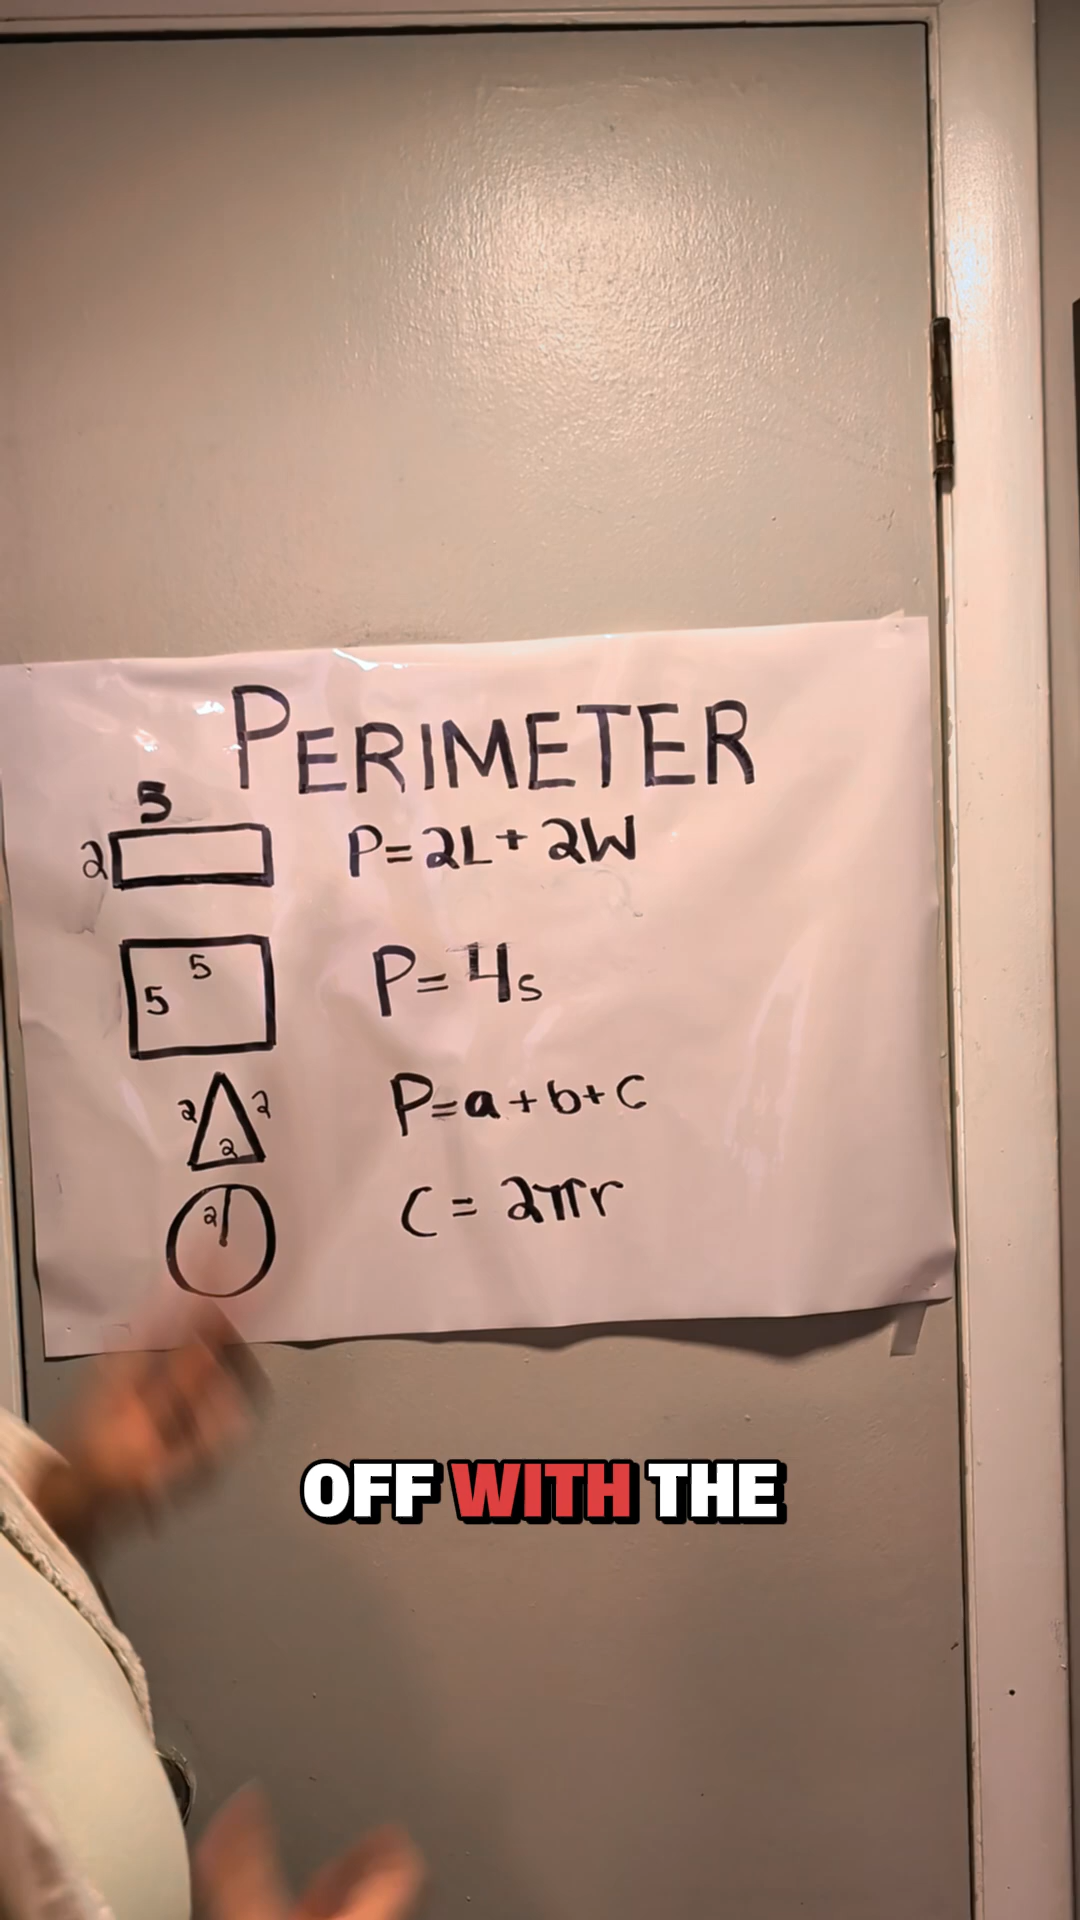 PERIMETER
5
2
P=2L+2W
5
5
P=4s
2 2
2
P=a+b+c
2
C=2πr
OFF WITH THE